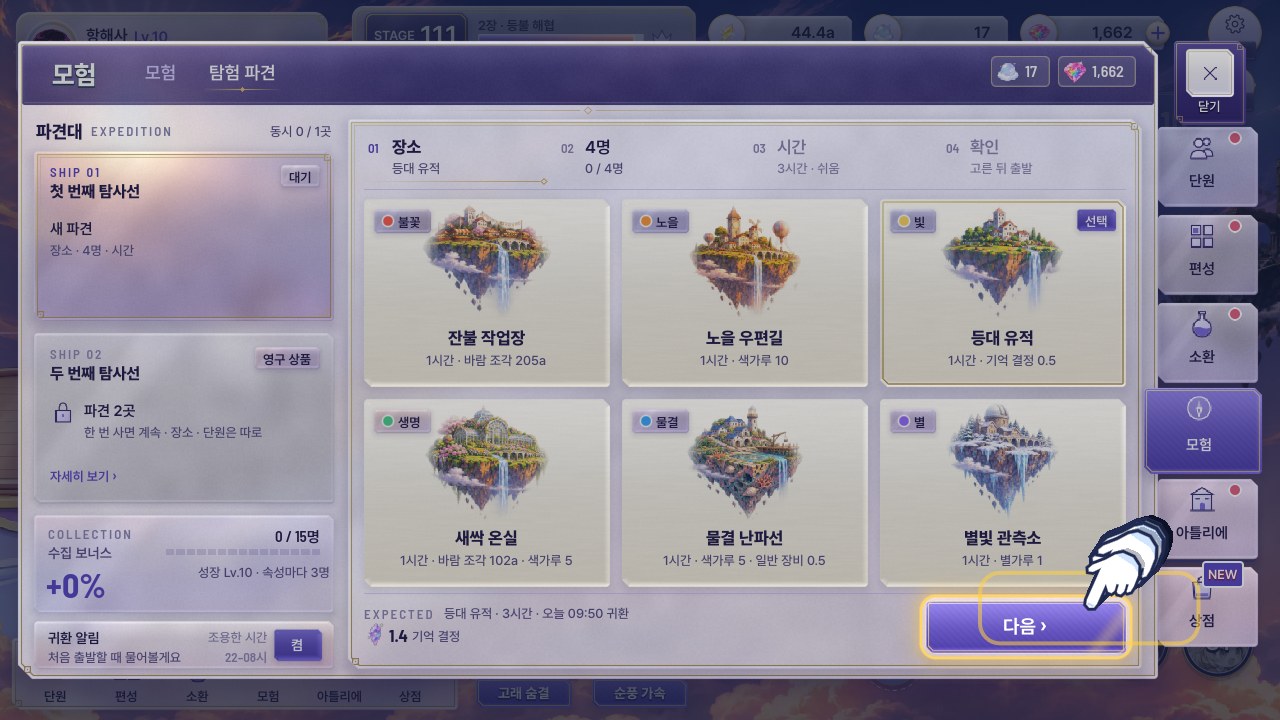 항해사 Lv.10
STAGE 111
2장 · 등불 해협
44.4a
17
1,662
모험
모험
탐험 파견
17
1,662
닫기
파견대 EXPEDITION
동시 0 / 1곳
SHIP 01
대기
첫 번째 탐사선
새 파견
장소 · 4명 · 시간
SHIP 02
영구 상품
두 번째 탐사선
파견 2곳
한 번 사면 계속 · 장소 · 단원은 따로
자세히 보기 ›
COLLECTION
0 / 15명
수집 보너스
+0%
성장 Lv.10 · 속성마다 3명
귀환 알림
조용한 시간
켬
처음 출발할 때 물어볼게요
22-08시
01 장소
등대 유적
02 4명
0 / 4명
03 시간
3시간 · 쉬움
04 확인
고른 뒤 출발
불꽃
잔불 작업장
1시간 · 바람 조각 205a
노을
노을 우편길
1시간 · 색가루 10
빛
선택
등대 유적
1시간 · 기억 결정 0.5
생명
새싹 온실
1시간 · 바람 조각 102a · 색가루 5
물결
물결 난파선
1시간 · 색가루 5 · 일반 장비 0.5
별
별빛 관측소
1시간 · 별가루 1
EXPECTED 등대 유적 · 3시간 · 오늘 09:50 귀환
1.4 기억 결정
다음 ›
단원
편성
소환
모험
아틀리에
NEW
상점
단원
편성
소환
모험
아틀리에
상점
고래 숨결
순풍 가속